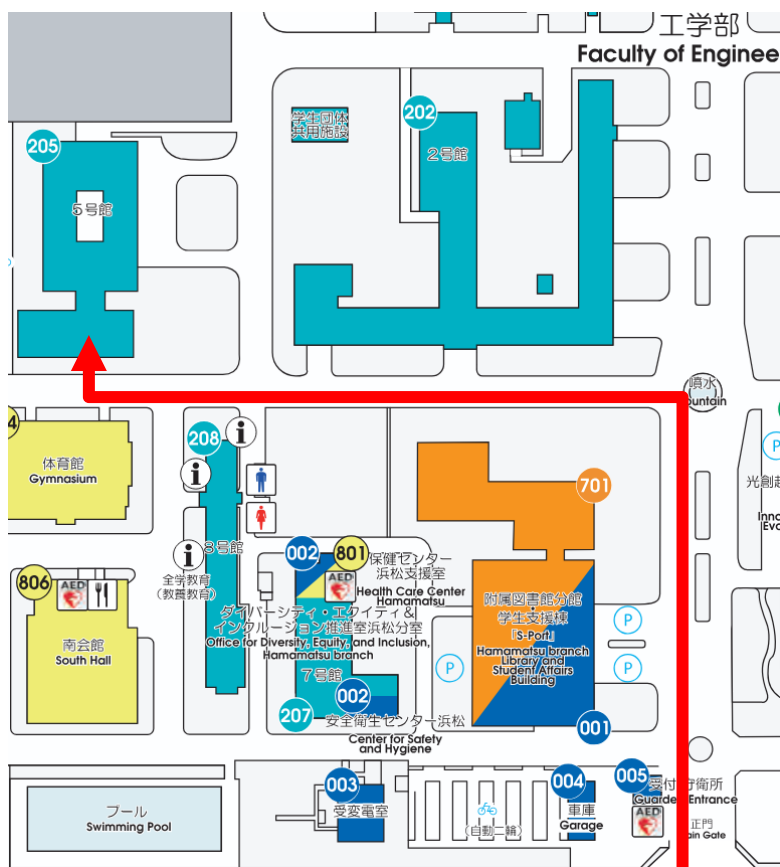 工学部
Faculty of Enginee
202
学生団体
共用施設
2号館
205
5号館
噴水
ountain
4
体育館
Gymnasium
208
i
i
i
8号館
全学教育
(教養教育)
701
P
光創起
Inno
Evo
806
AED
南会館
South Hall
002
801
AED
保健センター
浜松支援室
Health Care Center
Hamamatsu
ダイバーシティ・エクイティ&
インクルージョン推進室浜松分室
Office for Diversity, Equity, and Inclusion,
Hamamatsu branch
7号館
002
207
安全衛生センター浜松
Center for Safety
and Hygiene
附属図書館分館
学生支援棟
「S-Port」
Hamamatsu branch
Library and
Student Affairs
Building
P
P
P
001
プール
Swimming Pool
003
受変電室
(自動二輪)
004
車庫
Garage
005
受付 守衛所
Guarded Entrance
AED
正門
ain Gate